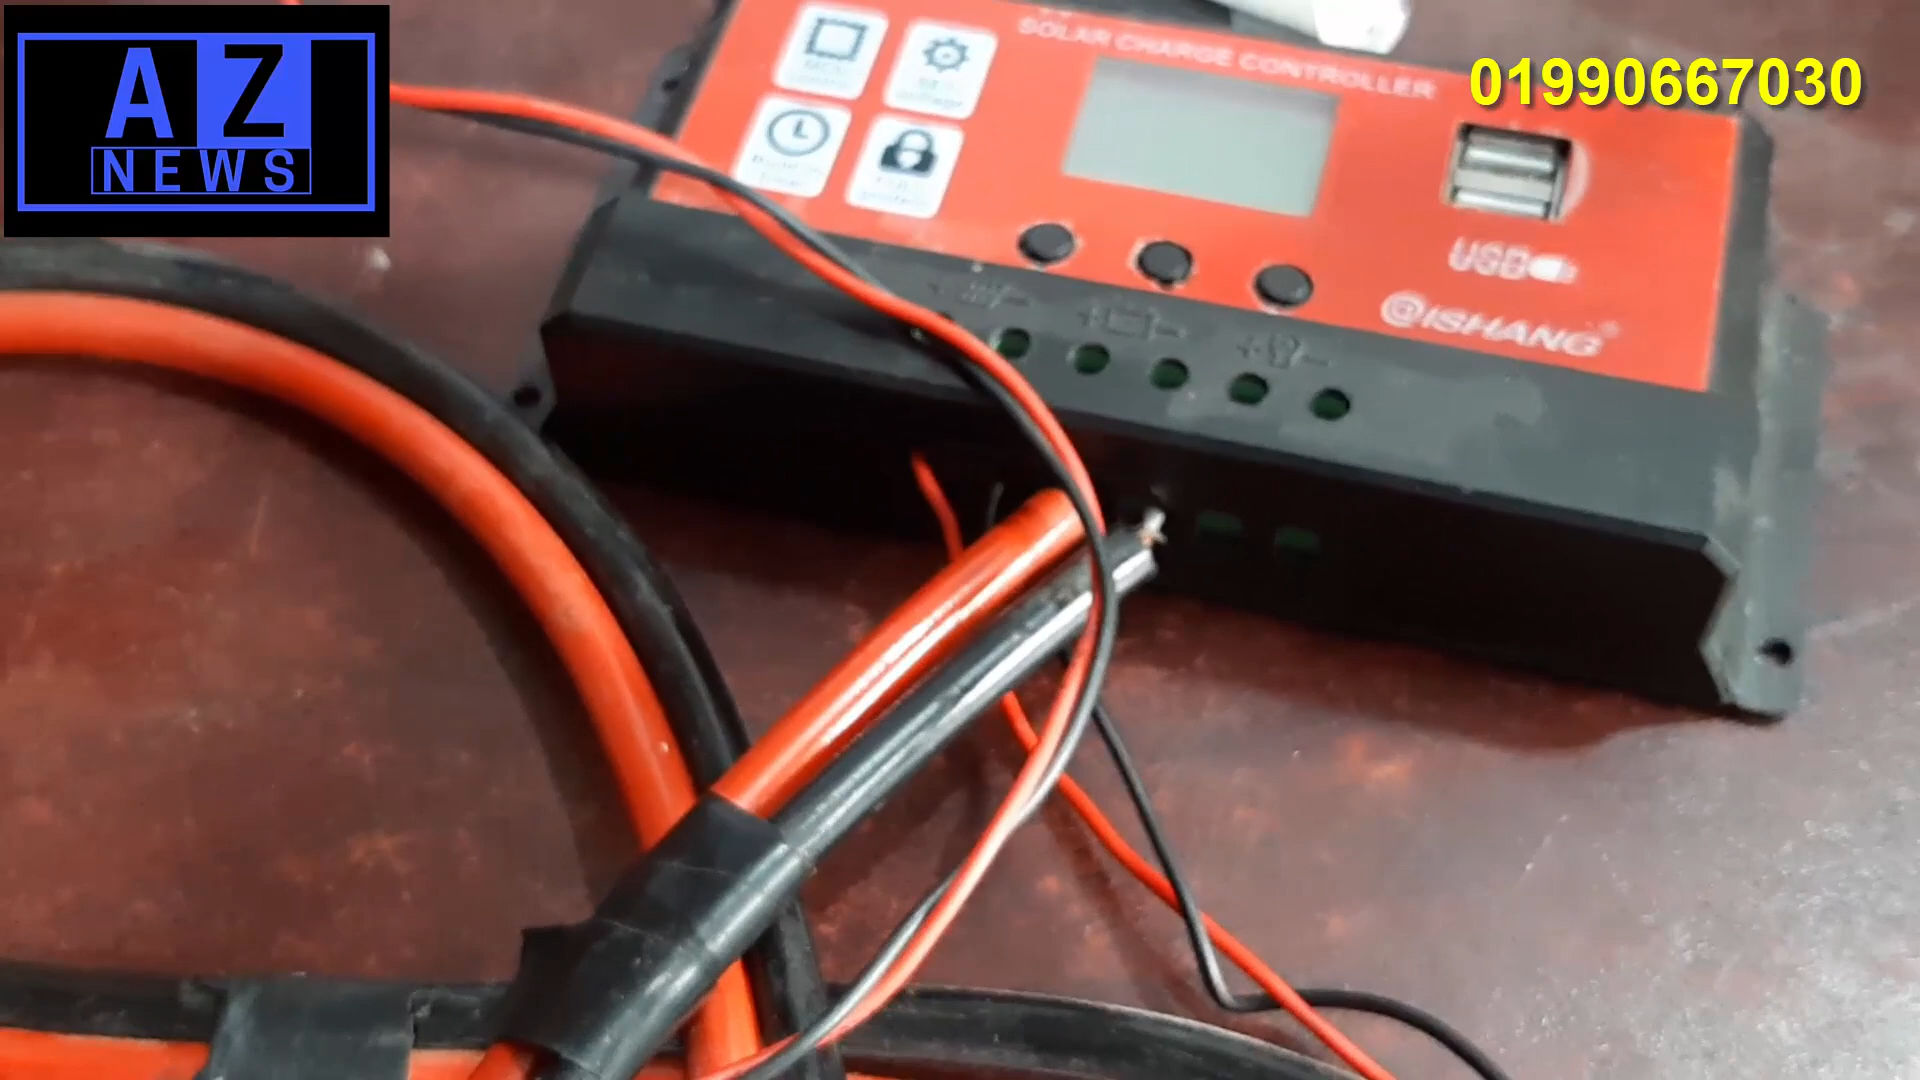 AZ
NEWS
01990667030
SOLAR CHARGE CONTROLLER
USB
@ISHANG